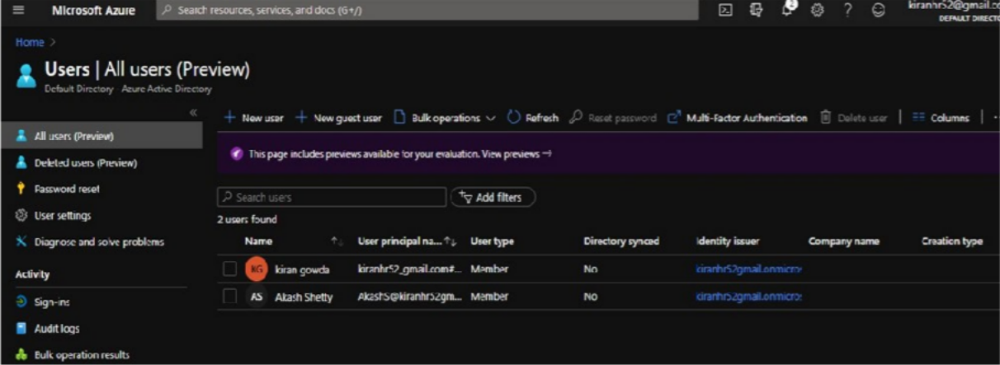 Microsoft Azure
Search resources, services, and docs (G+/)
kiranhr52@gmail.co
DEFAULT DIRECTO
Home >
Users | All users (Preview)
Default Directory - Azure Active Directory
«
+ New user
+ New guest user
Bulk operations
Refresh
Reset password
Multi-Factor Authentication
Delete user
Columns
All users (Preview)
Deleted users (Preview)
Password reset
User settings
Diagnose and solve problems
Activity
Sign-ins
Audit logs
Bulk operation results
This page includes previews available for your evaluation. View previews →
Search users
Add filters
2 users found
Name User principal na... User type Directory synced Identity issuer Company name Creation type
KG kiran gowda kiranhr52_gmail.com#... Member No kiranhr52gmail.onmicro:
AS Akash Shetty AkashS@kiranhr52gm... Member No kiranhr52gmail.onmicro: